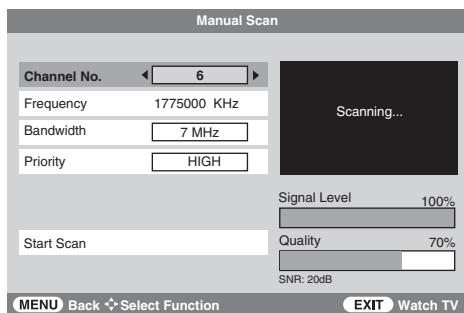 Manual Scan
Channel No. 6
Frequency 1775000 KHz
Bandwidth 7 MHz
Priority HIGH
Start Scan
Scanning...
Signal Level 100%
Quality 70%
SNR: 20dB
MENU Back Select Function EXIT Watch TV